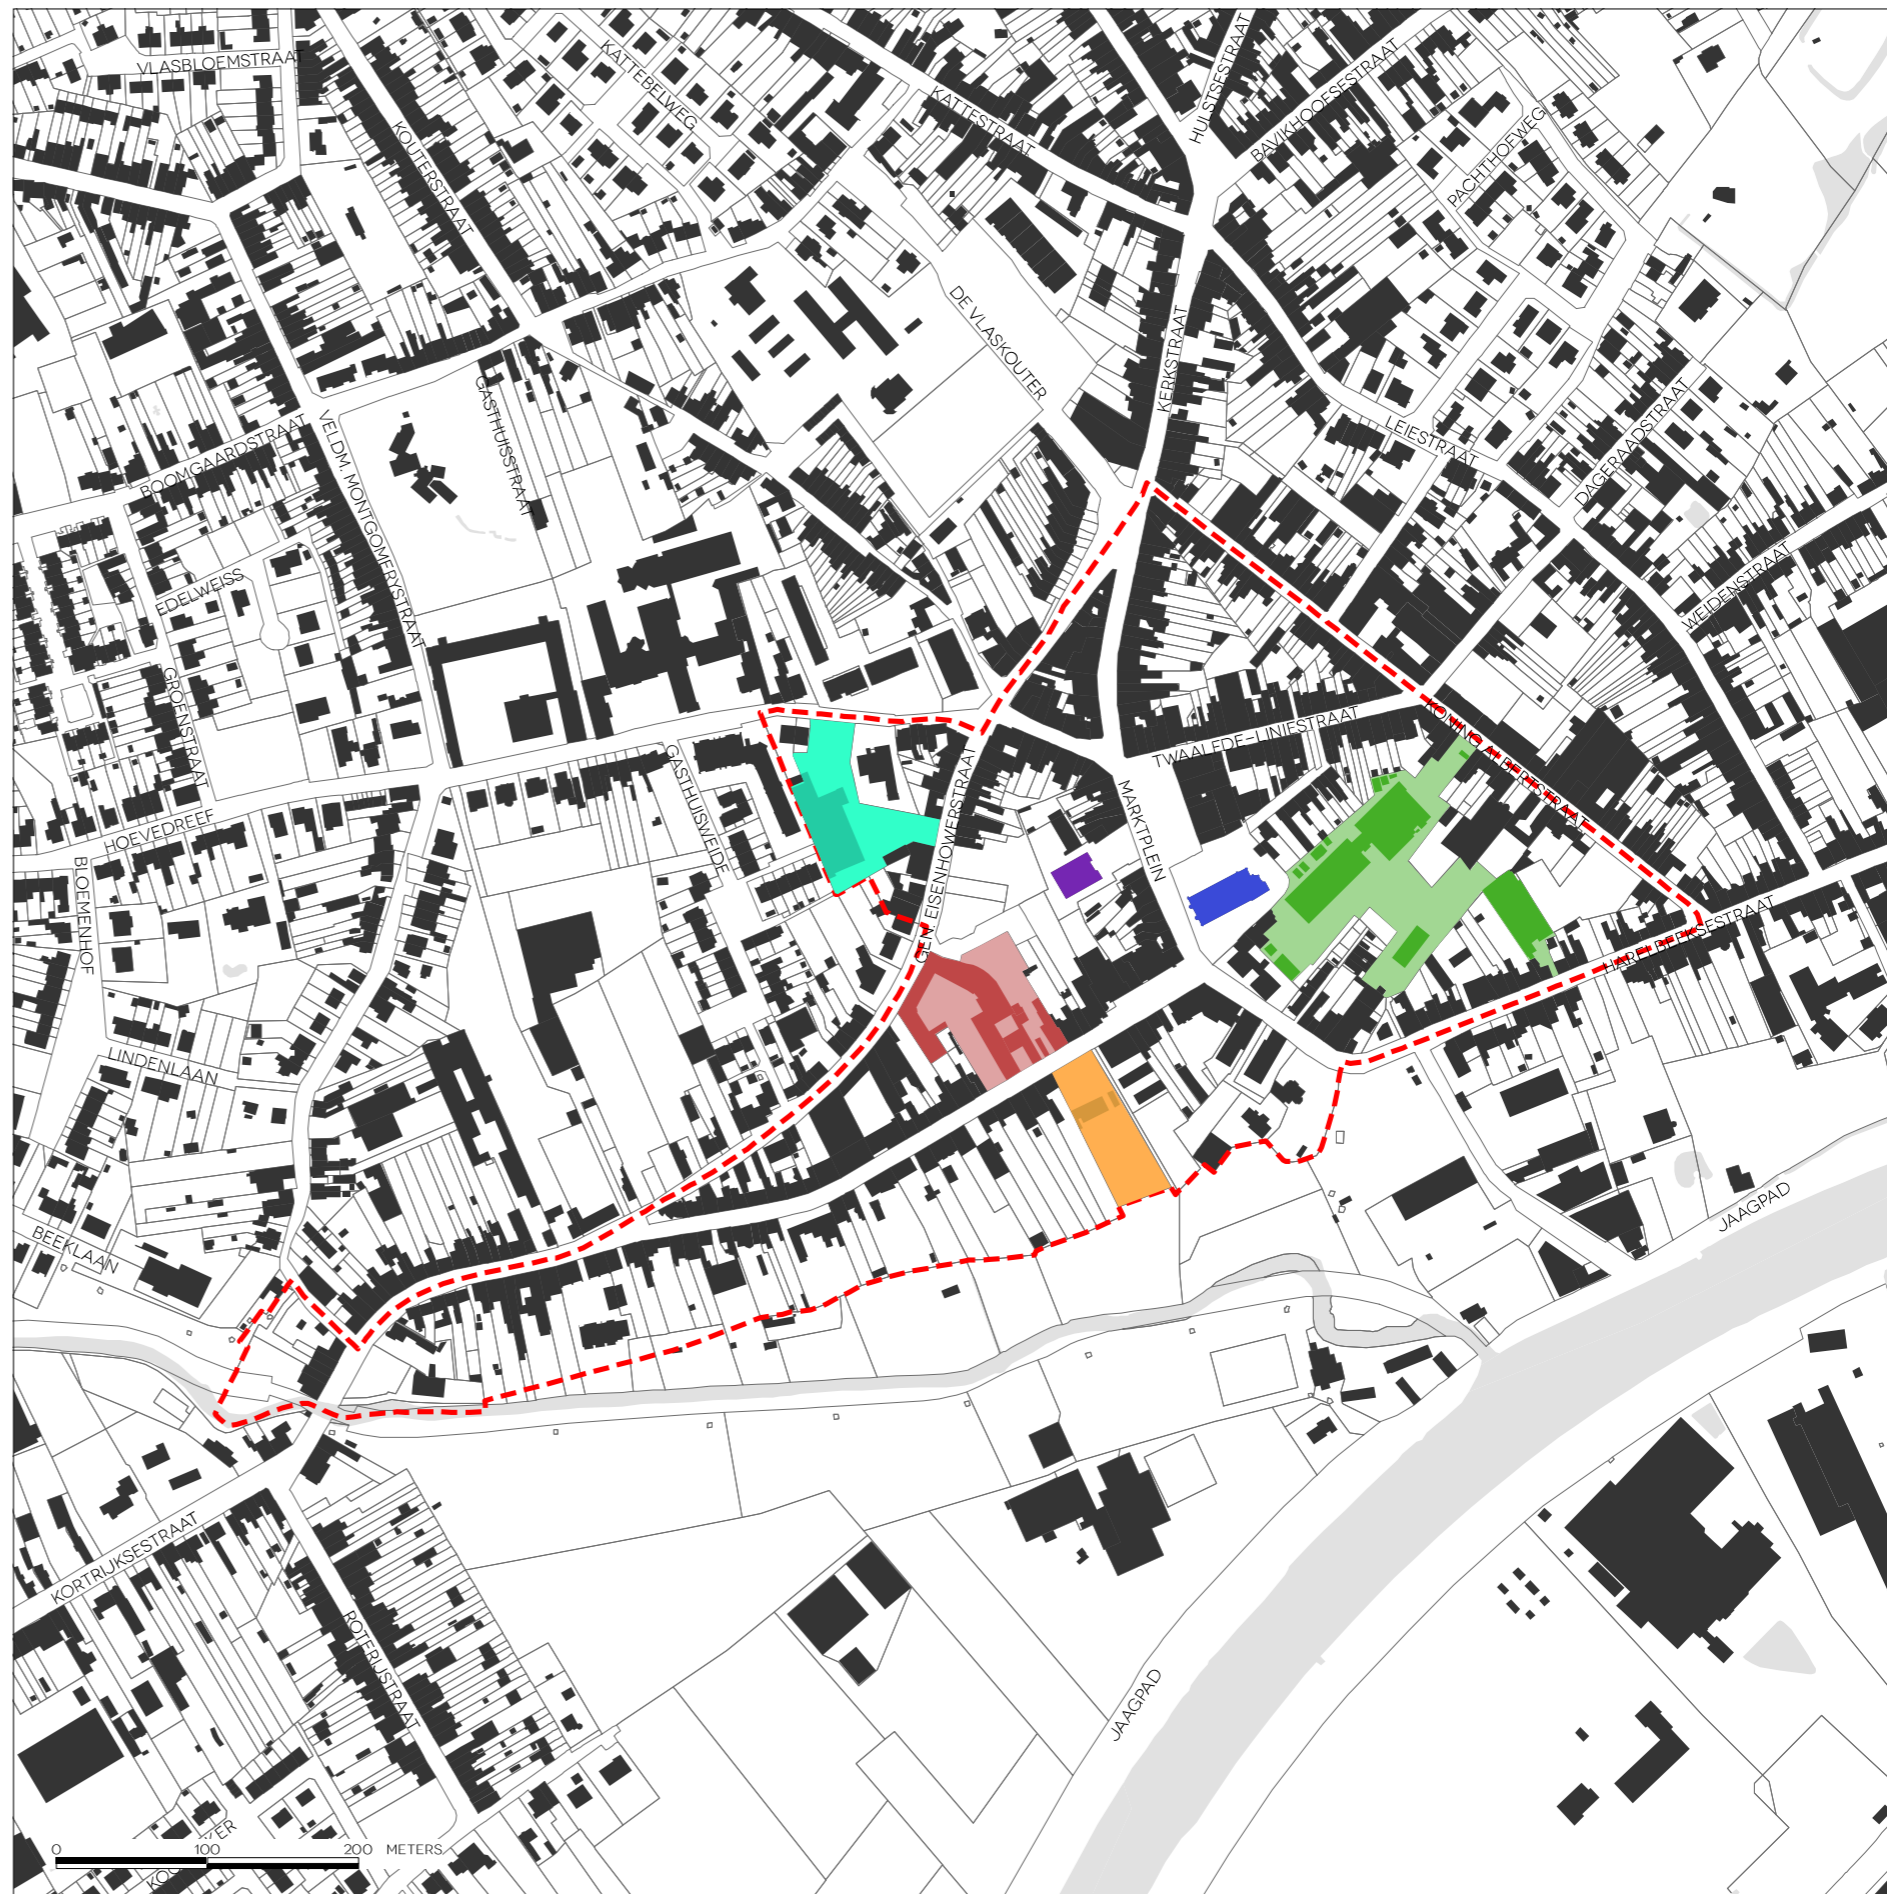 VLASBLOEMSTRAAT
KATTEBELWEG
HULSTSESTRAAT
BAVIKHOOFSESTRAAT
KATTESTRAAT
KOUTERSTRAAT
PACHTHOFWEG
DE VLASKOUTER
KERKSTRAAT
GASTHUISSTRAAT
LEIESTRAAT
DAGERAADSTRAAT
BOOMGAARDSTRAAT
VELDM. MONTGOMERYSTRAAT
EDELWEISS
WEIDENSTRAAT
GROENSTRAAT
KONING ALBERTSTRAAT
TWAALFDE-LINIESTRAAT
GASTHUISWEIDE
GEN. EISENHOWERSTRAAT
MARKTPLEIN
HOEVEDREEF
BLOEMENHOF
HARELBEEKSESTRAAT
LINDENLAAN
JAAGPAD
BEEKLAAN
KORTRIJKSESTRAAT
ROTERIJSTRAAT
JAAGPAD
0 100 200 METERS